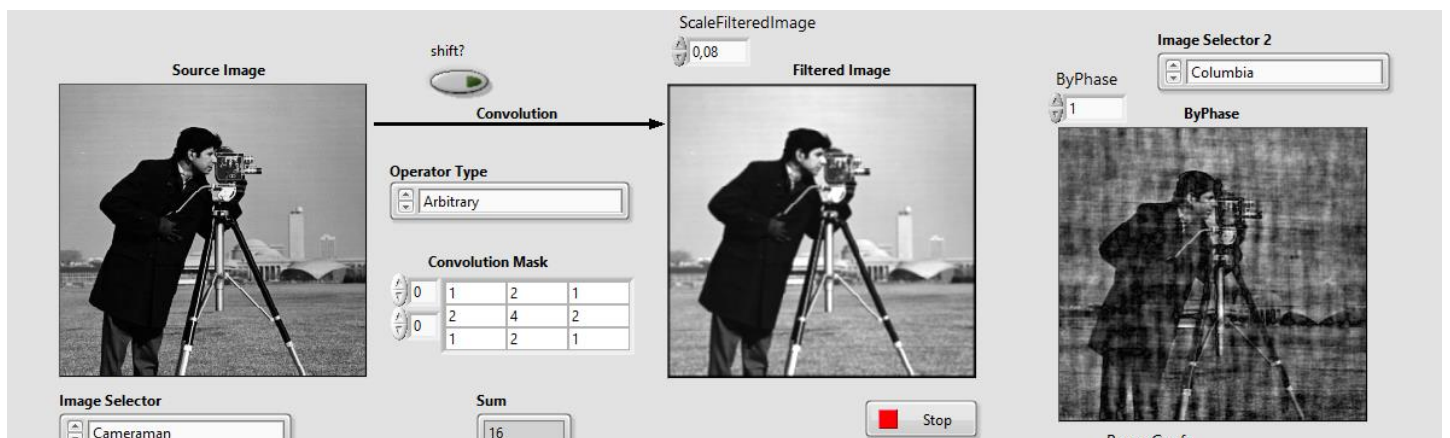 ScaleFilteredImage
0,08
shift?
Source Image
Convolution
Filtered Image
Image Selector 2
Columbia
ByPhase
1
ByPhase
Operator Type
Arbitrary
Convolution Mask
0
0
1 2 1
2 4 2
1 2 1
Image Selector
Cameraman
Sum
16
Stop